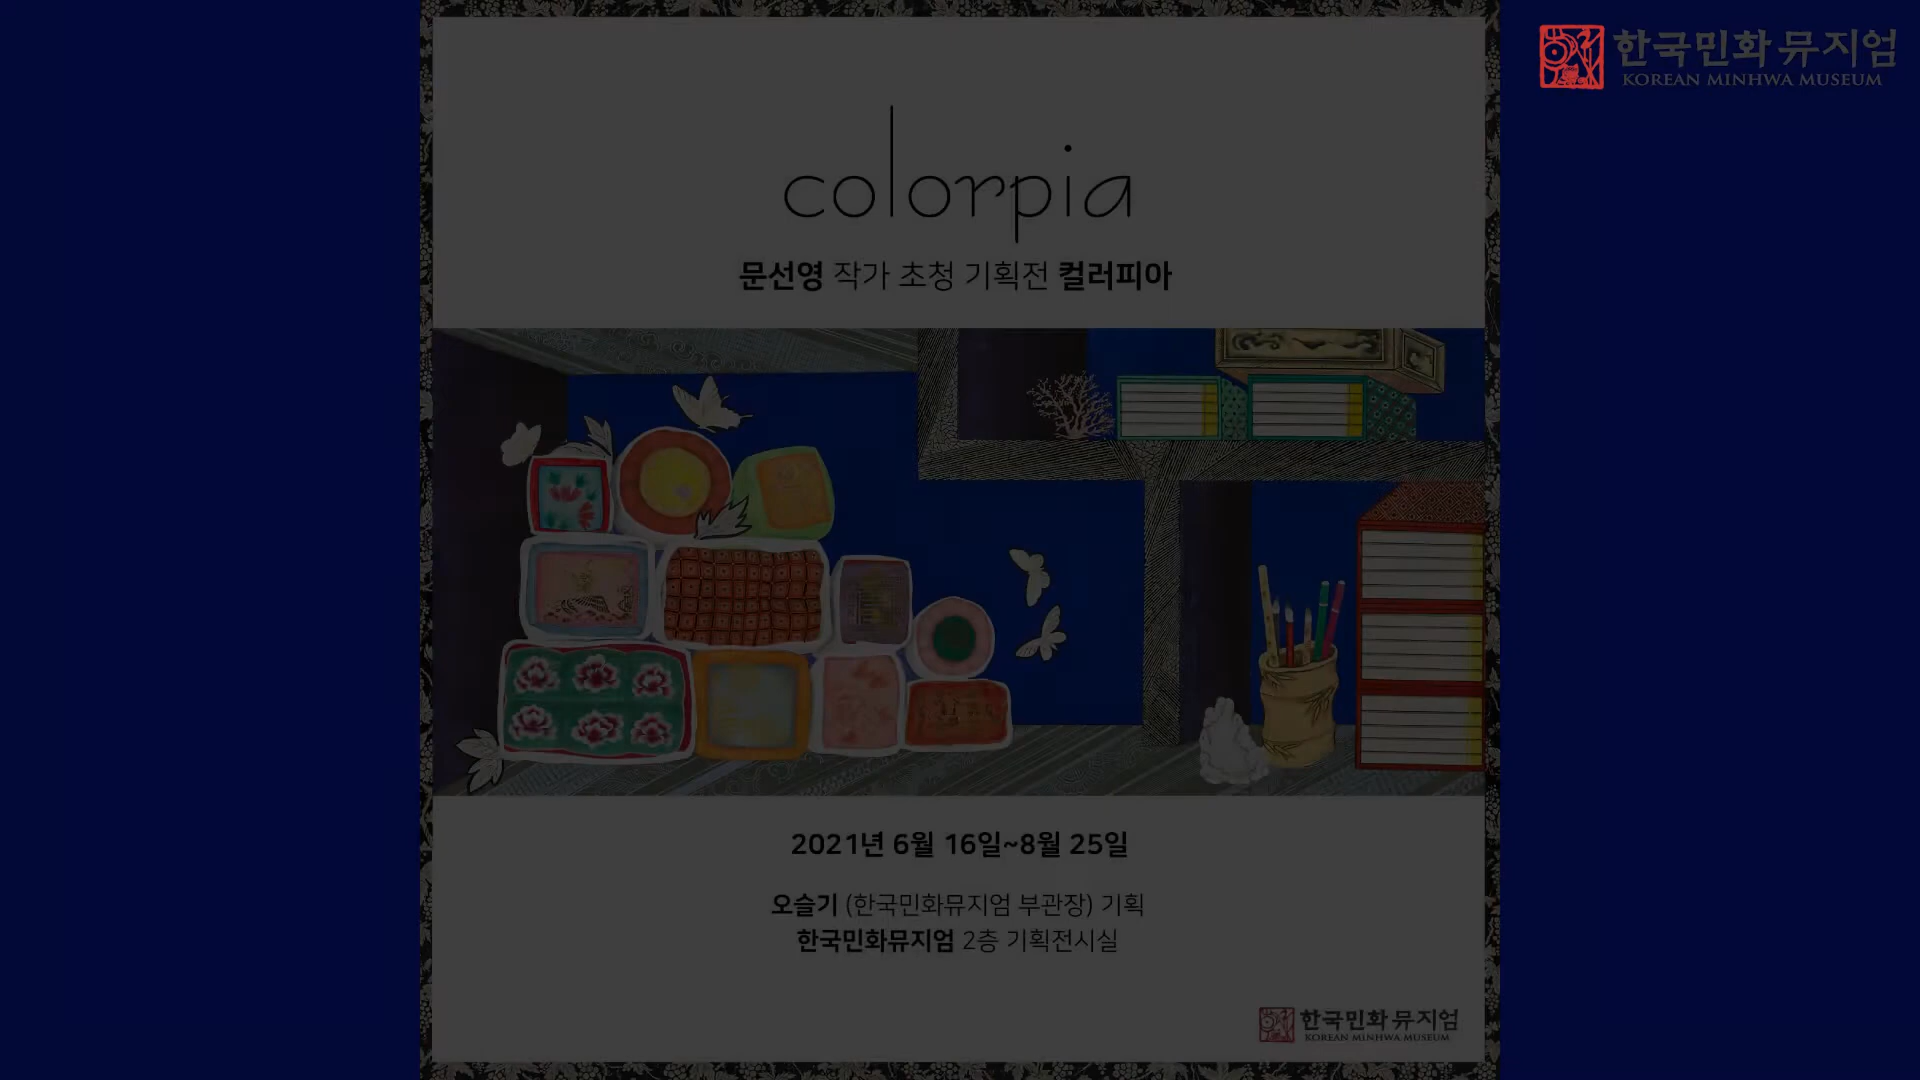 한국민화뮤지엄
KOREAN MINHWA MUSEUM
colorpia
문선영 작가 초청 기획전 컬러피아
2021년 6월 16일~8월 25일
오슬기 (한국민화뮤지엄 부관장) 기획
한국민화뮤지엄 2층 기획전시실
한국민화뮤지엄
KOREAN MINHWA MUSEUM